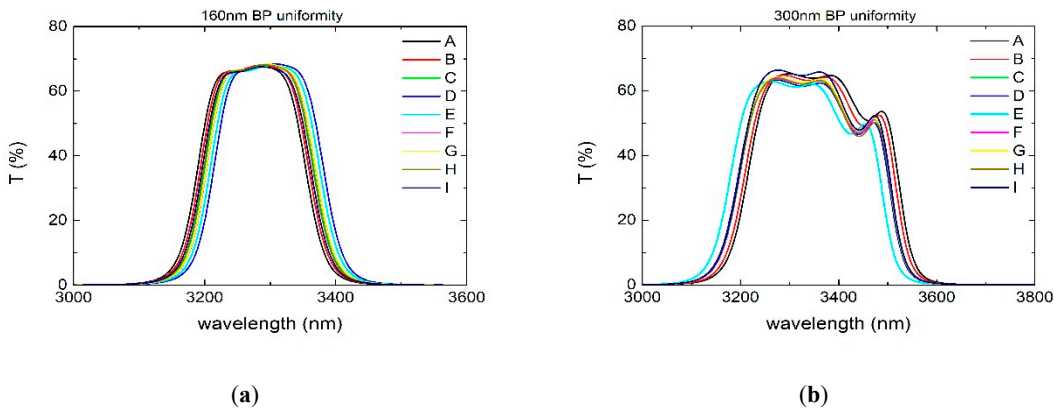 160nm BP uniformity
80
60
40
20
0
T (%)
3000
3200
3400
3600
wavelength (nm)
A
B
C
D
E
F
G
H
I
(a)
300nm BP uniformity
80
60
40
20
0
T (%)
3000
3200
3400
3600
3800
wavelength (nm)
A
B
C
D
E
F
G
H
I
(b)